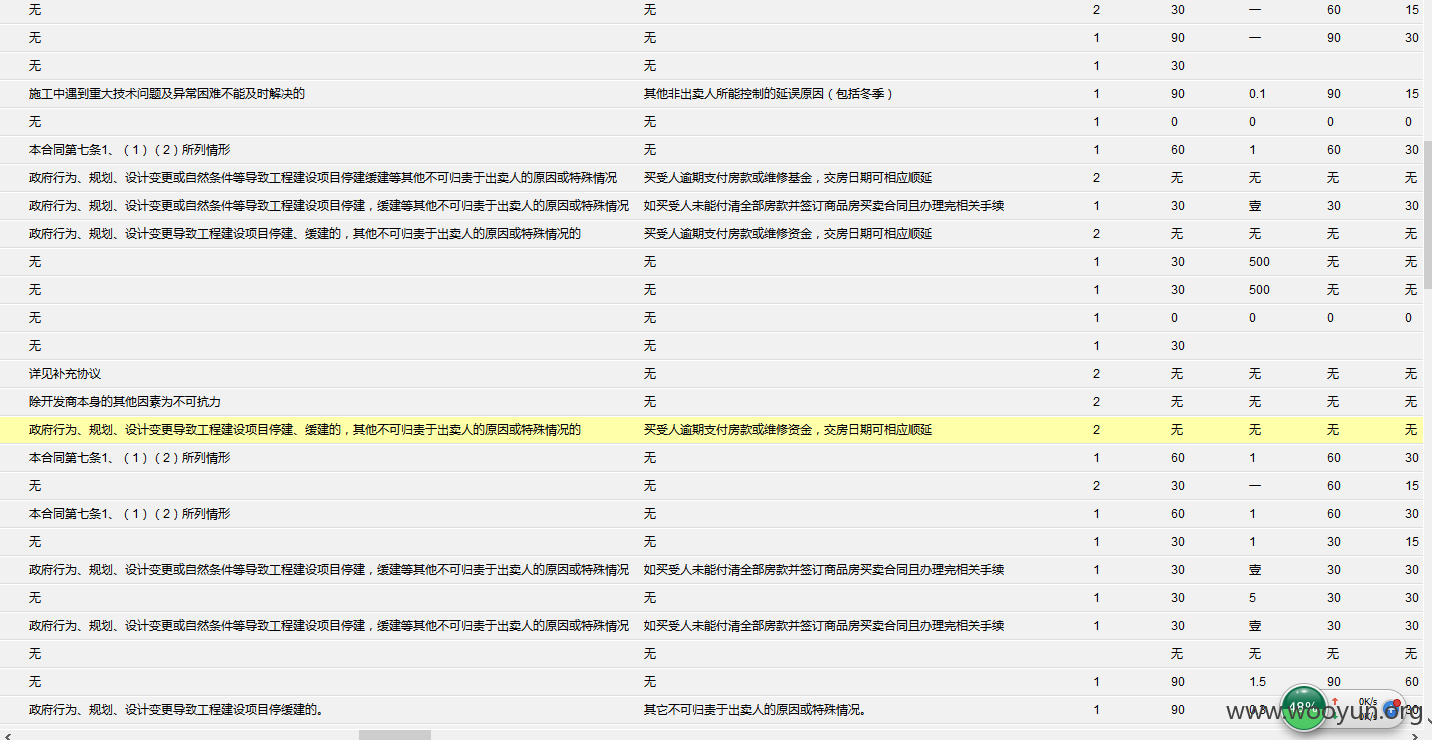 无 无 2 30 — 60 15
无 无 1 90 — 90 30
无 无 1 30
施工中遇到重大技术问题及异常困难不能及时解决的 其他非出卖人所能控制的延误原因（包括冬季） 1 90 0.1 90 15
无 无 1 0 0 0 0
本合同第七条1、（1）（2）所列情形 无 1 60 1 60 30
政府行为、规划、设计变更或自然条件等导致工程建设项目停建缓建等其他不可归责于出卖人的原因或特殊情况 买受人逾期支付房款或维修基金，交房日期可相应顺延 2 无 无 无 无
政府行为、规划、设计变更或自然条件等导致工程建设项目停建，缓建等其他不可归责于出卖人的原因或特殊情况 如买受人未能付清全部房款并签订商品房买卖合同且办理完相关手续 1 30 壹 30 30
政府行为、规划、设计变更导致工程建设项目停建、缓建的，其他不可归责于出卖人的原因或特殊情况的 买受人逾期支付房款或维修资金，交房日期可相应顺延 2 无 无 无 无
无 无 1 30 500 无 无
无 无 1 30 500 无 无
无 无 1 0 0 0 0
无 无 1 30
详见补充协议 无 2 无 无 无 无
除开发商本身的其他因素为不可抗力 无 2 无 无 无 无
政府行为、规划、设计变更导致工程建设项目停建、缓建的，其他不可归责于出卖人的原因或特殊情况的 买受人逾期支付房款或维修资金，交房日期可相应顺延 2 无 无 无 无
本合同第七条1、（1）（2）所列情形 无 1 60 1 60 30
无 无 2 30 — 60 15
本合同第七条1、（1）（2）所列情形 无 1 60 1 60 30
无 无 1 30 1 30 15
政府行为、规划、设计变更或自然条件等导致工程建设项目停建，缓建等其他不可归责于出卖人的原因或特殊情况 如买受人未能付清全部房款并签订商品房买卖合同且办理完相关手续 1 30 壹 30 30
无 无 1 30 5 30 30
政府行为、规划、设计变更或自然条件等导致工程建设项目停建，缓建等其他不可归责于出卖人的原因或特殊情况 如买受人未能付清全部房款并签订商品房买卖合同且办理完相关手续 1 30 壹 30 30
无 无 无 无 无 无
无 无 1 90 1.5 90 60
政府行为、规划、设计变更导致工程建设项目停缓建的。 其它不可归责于出卖人的原因或特殊情况。 1 90 0.3 30
48% 0K/s
0K/s
www.wooyun.org